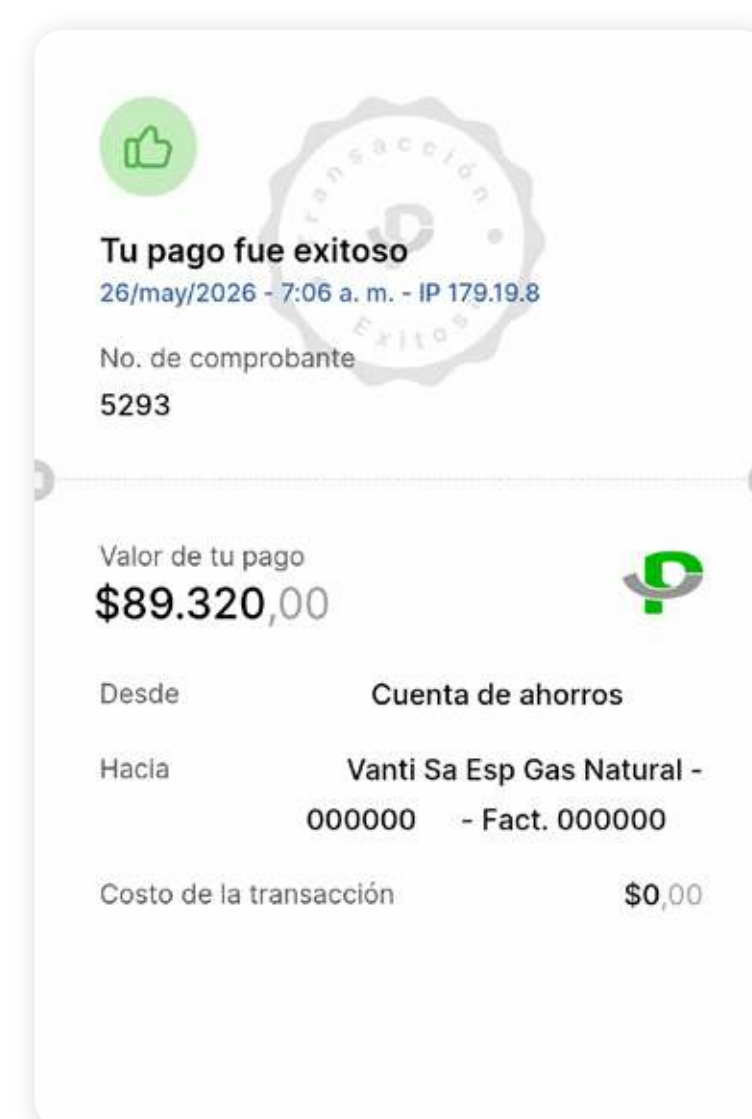 Transacción
Exitos
Tu pago fue exitoso
26/may/2026 - 7:06 a. m. - IP 179.19.8
No. de comprobante
5293
Valor de tu pago
$89.320,00
Desde Cuenta de ahorros
Hacia Vanti Sa Esp Gas Natural -
000000 - Fact. 000000
Costo de la transacción $0,00